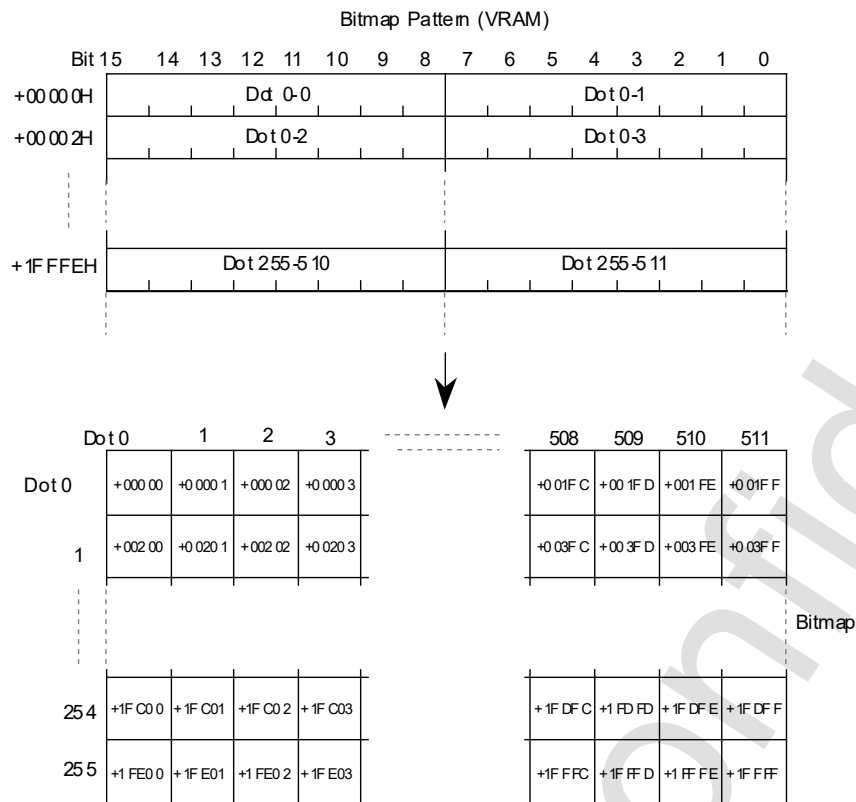 Bitmap Pattern (VRAM)
Bit 15 14 13 12 11 10 9 8 7 6 5 4 3 2 1 0
+00000H Dot 0-0 Dot 0-1
+00002H Dot 0-2 Dot 0-3
+1FFFEH Dot 255-510 Dot 255-511
Dot 0 1 2 3 508 509 510 511
Dot 0 +00000 +00001 +00002 +00003 +001FC +001FD +001FE +001FF
1 +00200 +00201 +00202 +00203 +003FC +003FD +003FE +003FF
Bitmap
254 +1FC00 +1FC01 +1FC02 +1FC03 +1FDFC +1FDFD +1FDFE +1FDFF
255 +1FE00 +1FE01 +1FE02 +1FE03 +1FFFC +1FFFD +1FFFE +1FFFF
onfid